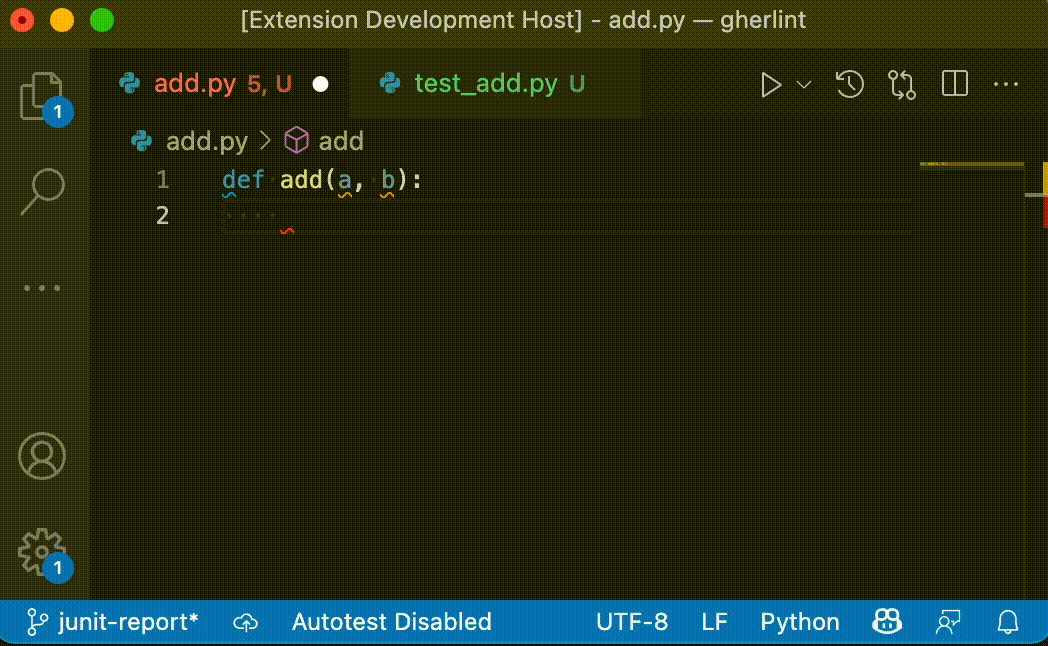 [Extension Development Host] - add.py — gherlint
add.py 5, U test_add.py U
1
add.py > add
1 def add(a, b):
2
1
junit-report* Autotest Disabled UTF-8 LF Python